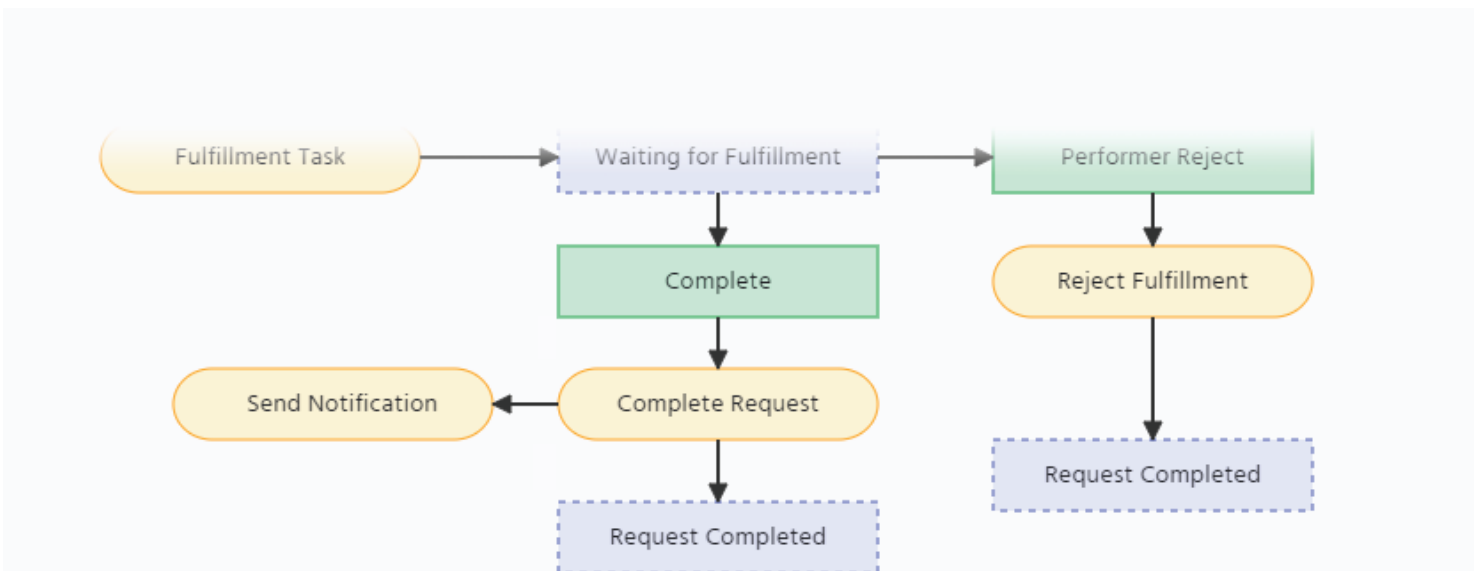 Fulfillment Task
Waiting for Fulfillment
Performer Reject
Complete
Reject Fulfillment
Send Notification
Complete Request
Request Completed
Request Completed